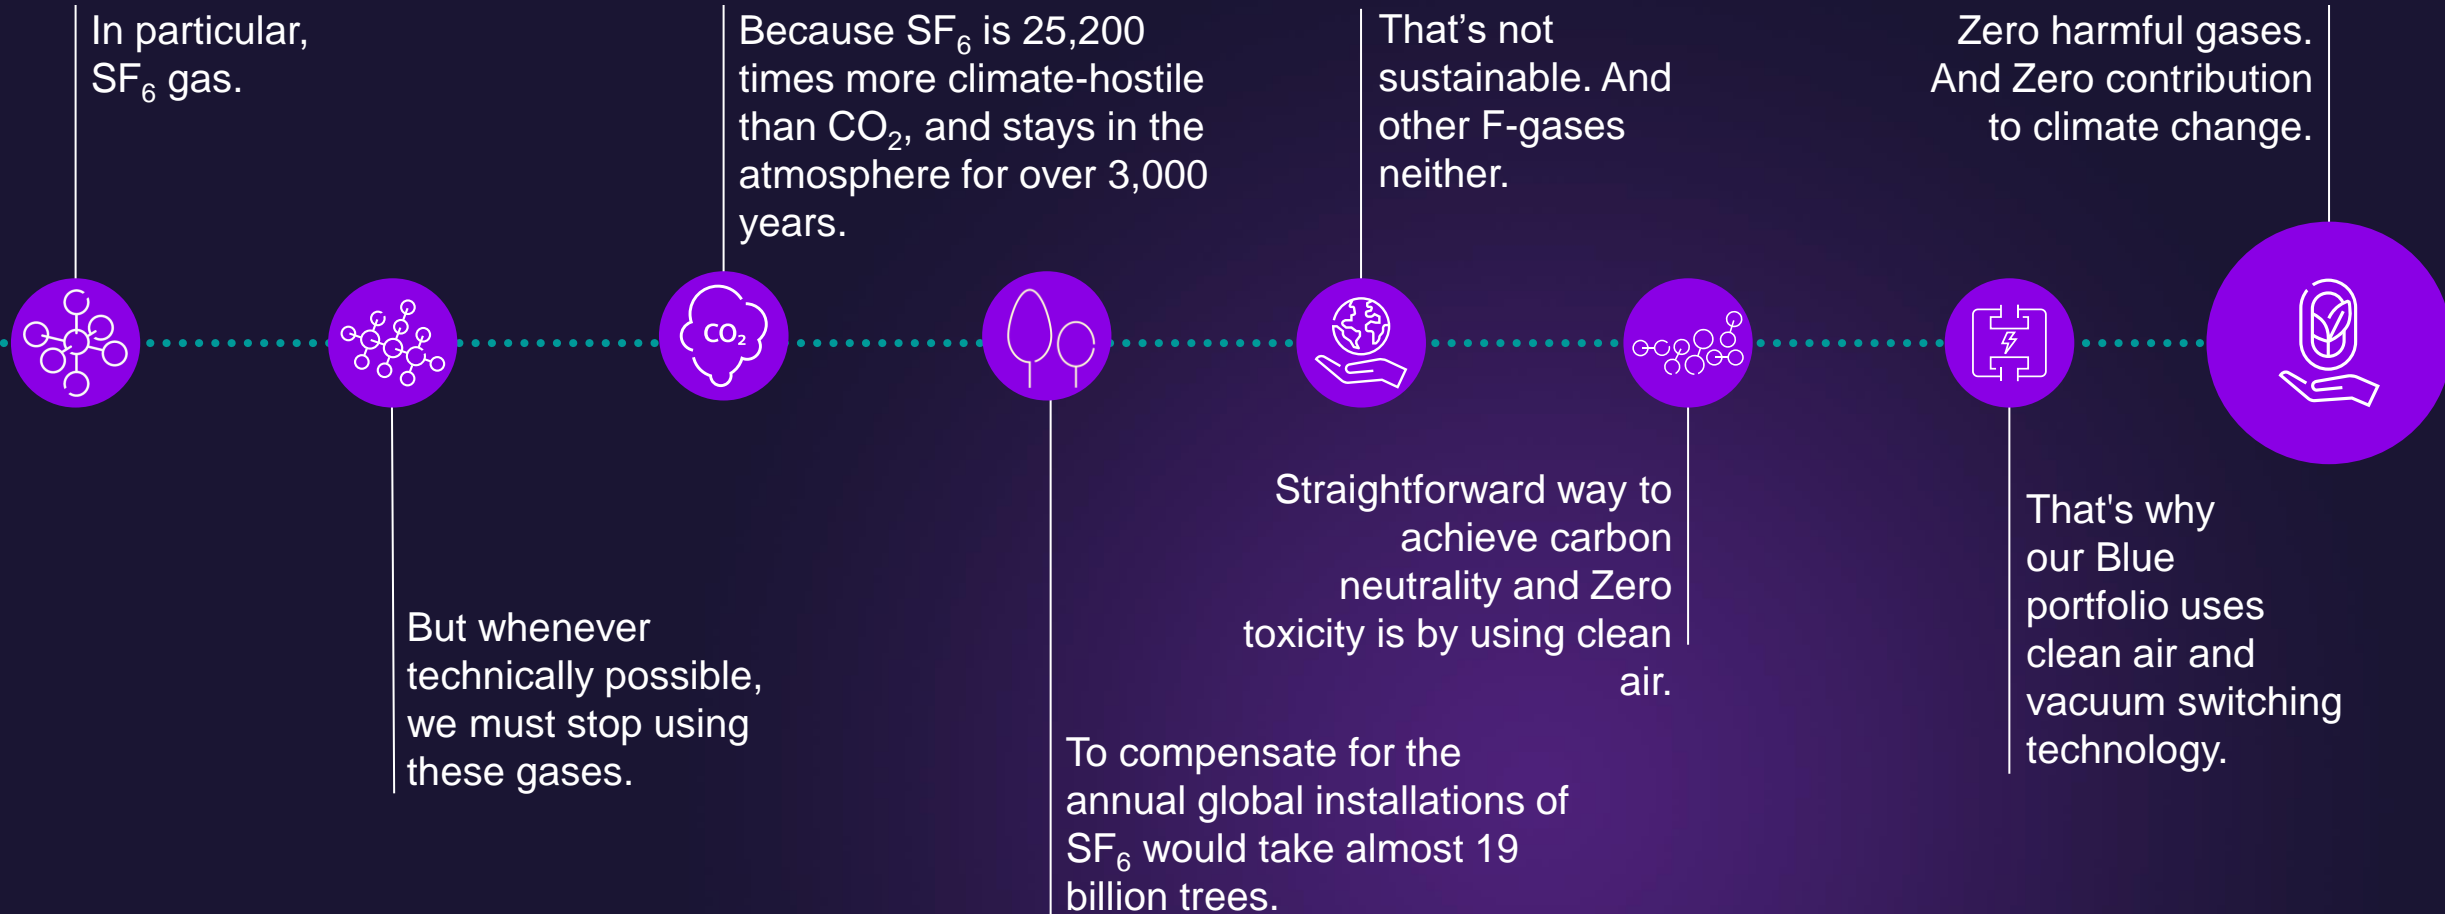 In particular,
SF₆ gas.
But whenever
technically possible,
we must stop using
these gases.
Because SF₆ is 25,200
times more climate-hostile
than CO₂, and stays in the
atmosphere for over 3,000
years.
CO₂
To compensate for the
annual global installations of
SF₆ would take almost 19
billion trees.
That’s not
sustainable. And
other F-gases
neither.
Straightforward way to
achieve carbon
neutrality and Zero
toxicity is by using clean
air.
That's why
our Blue
portfolio uses
clean air and
vacuum switching
technology.
Zero harmful gases.
And Zero contribution
to climate change.